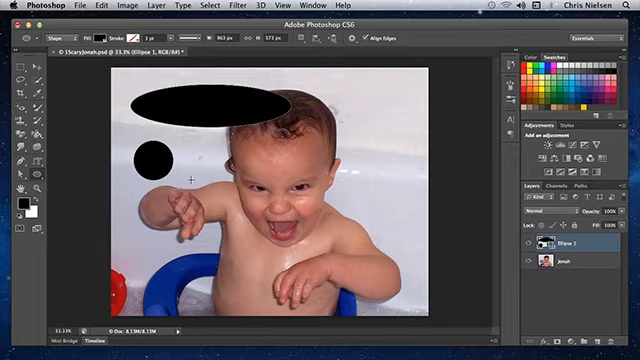 Photoshop File Edit Image Layer Type Select Filter 3D View Window Help Chris Nielsen
Adobe Photoshop CS6
Shape Fill: Stroke: 3 pt W: 963 px H: 573 px Align Edges Essentials
× © 1ScaryJonah.psd @ 33.3% (Ellipse 1, RGB/8#) *
Color Swatches
Adjustments Styles
Add an adjustment
Layers Channels Paths
Kind
Normal Opacity: 100%
Lock: Fill: 100%
Ellipse 1
Jonah
33.33% © Doc: 8.13M/8.13M
Mini Bridge Timeline